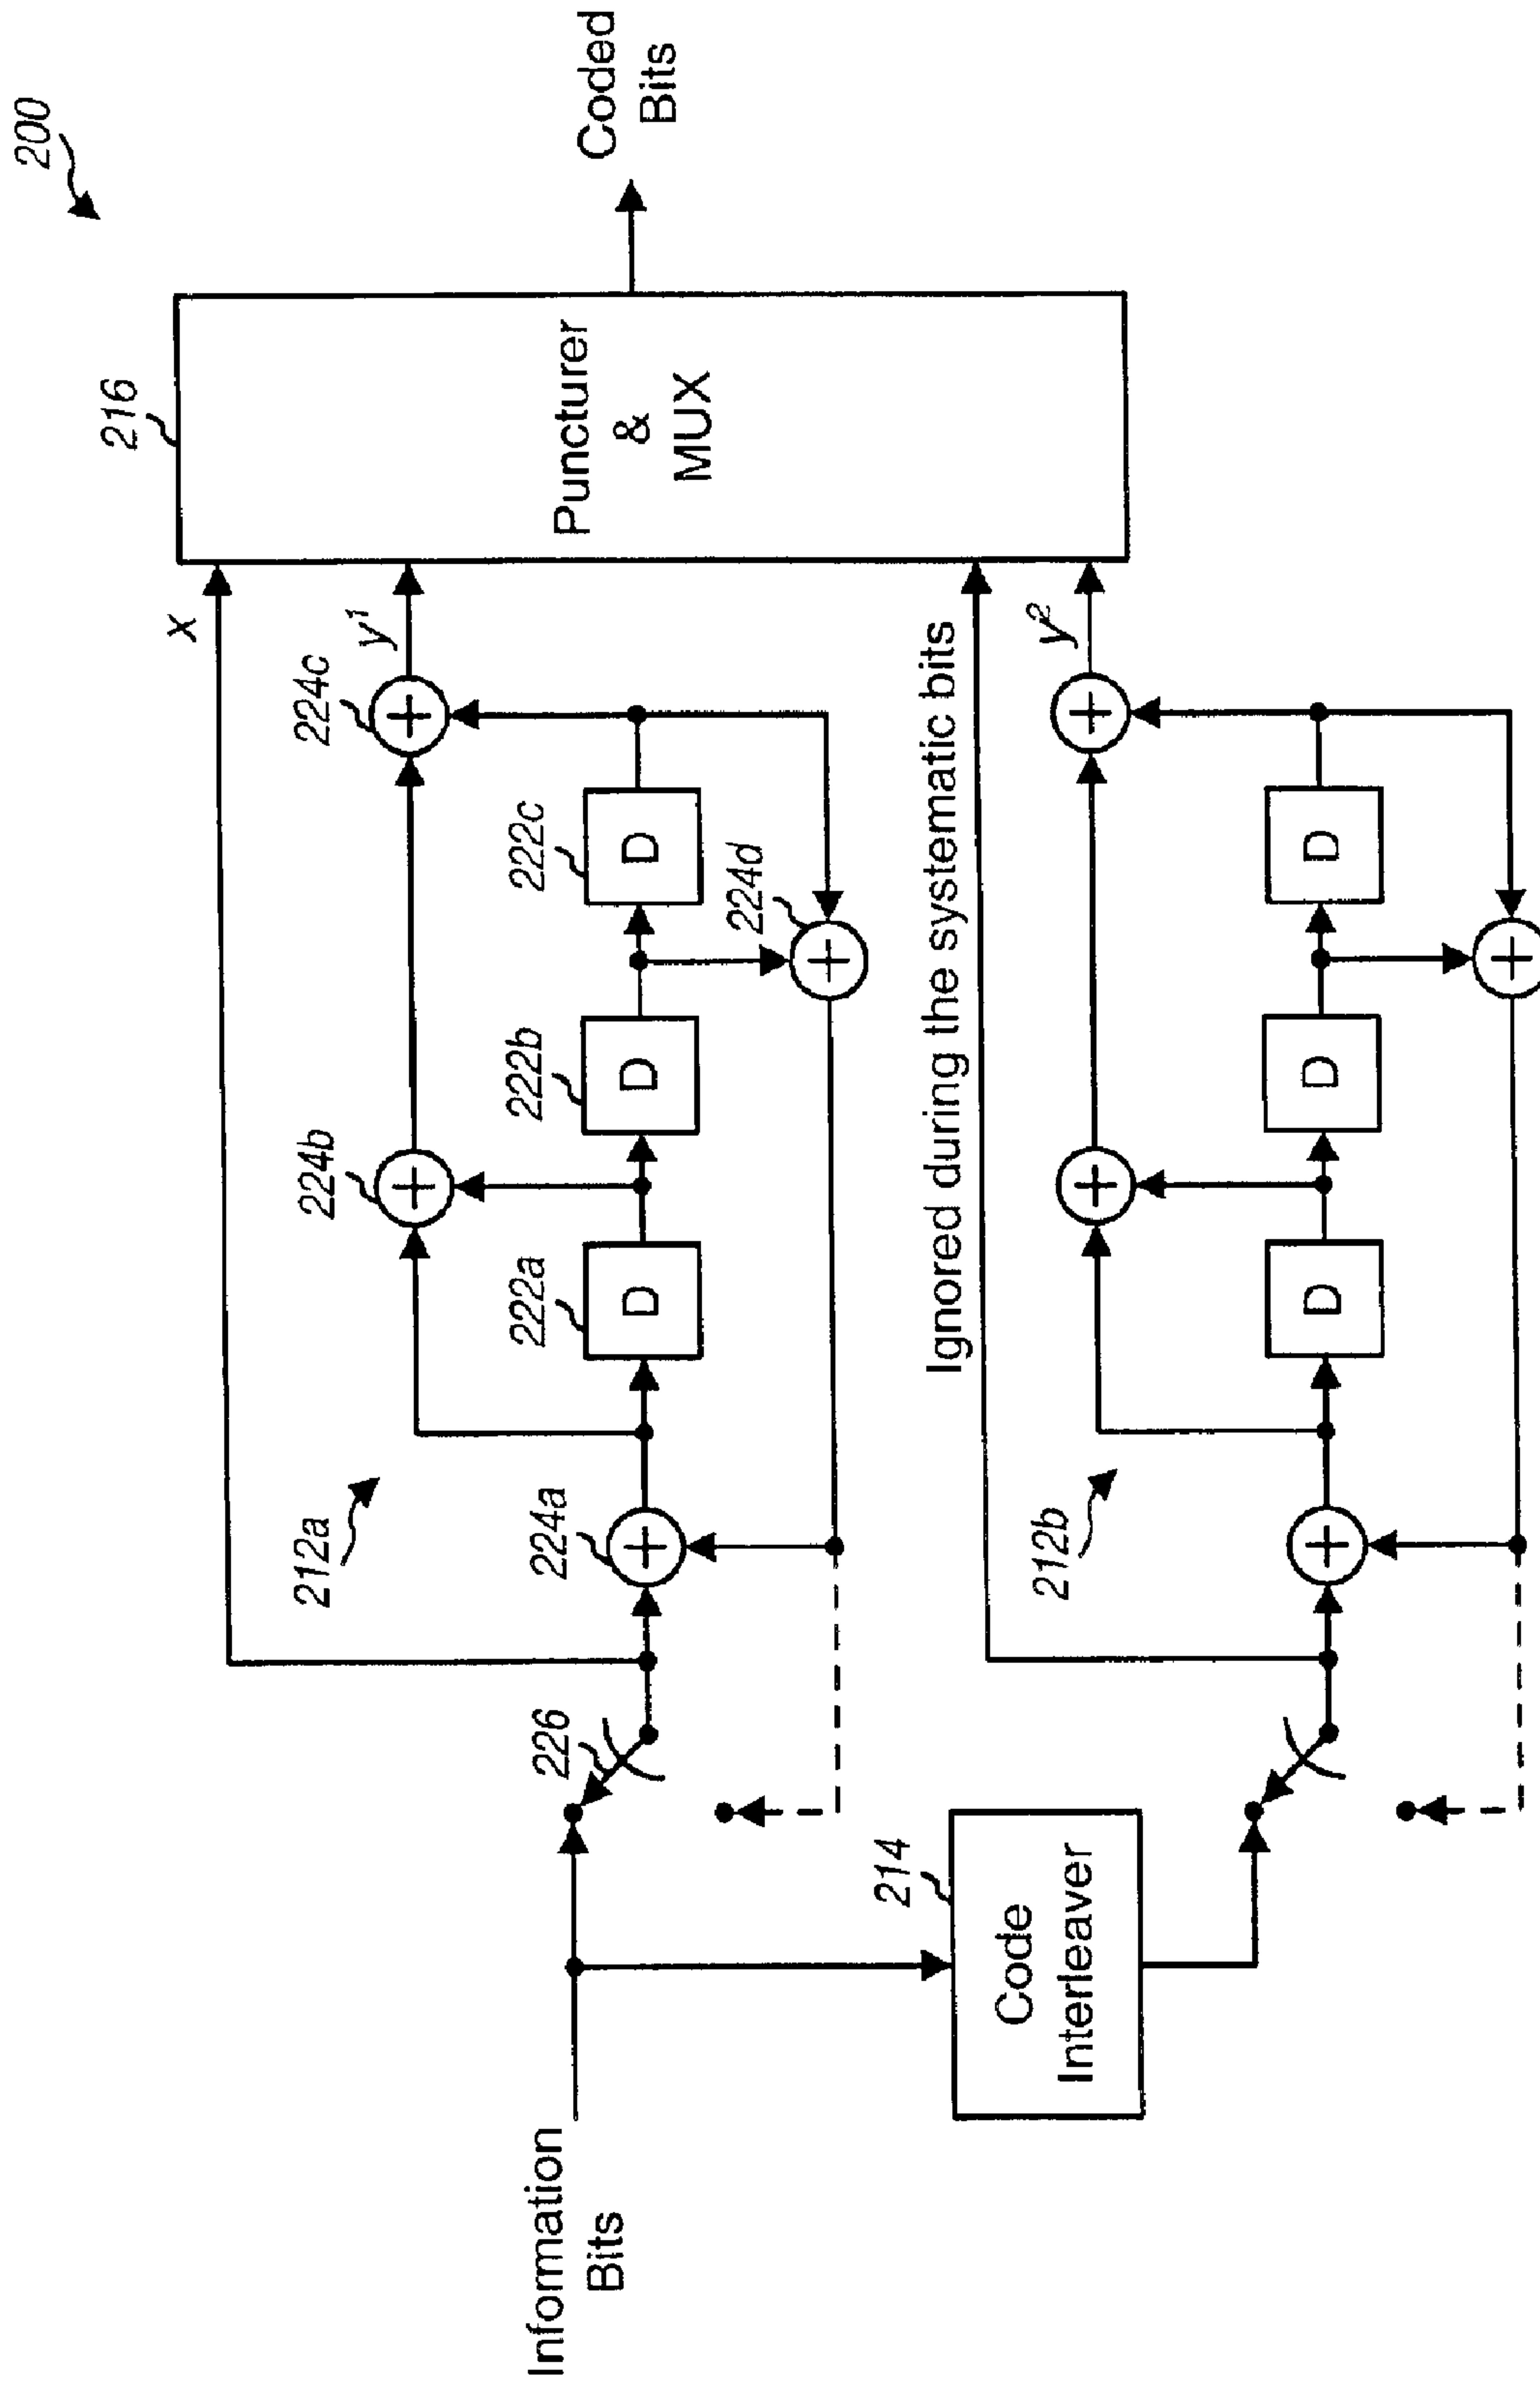 200
216
x
Puncturer
&
MUX
Coded
Bits
y1
224c
224b
212a
224a
226
222a
D
222b
D
222c
D
224d
Information
Bits
Ignored during the systematic bits
y2
214
Code
Interleaver
212b
D
D
D